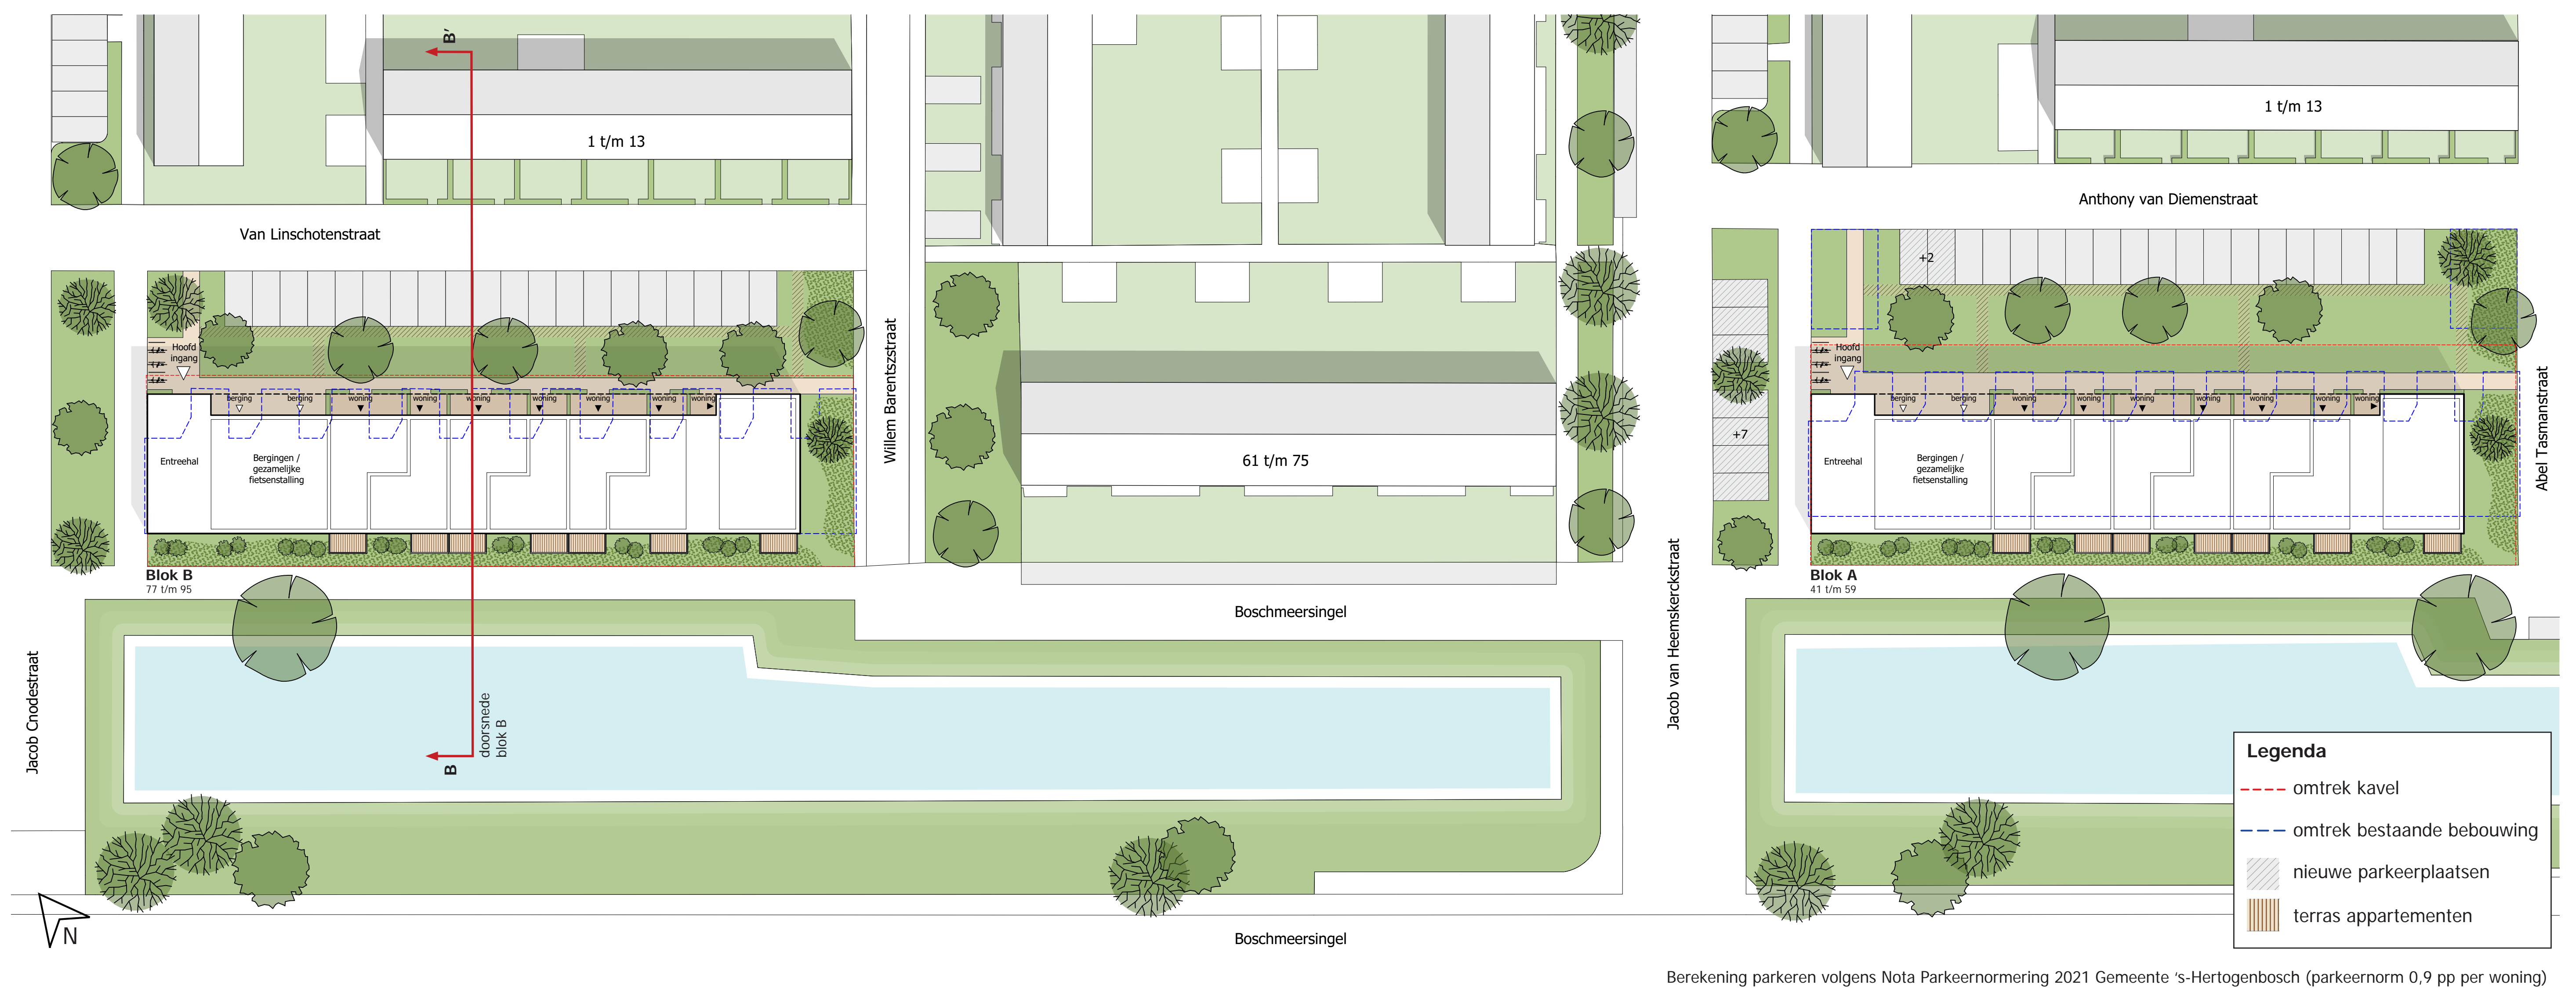 B'
1 t/m 13
1 t/m 13
Anthony van Diemenstraat
Van Linschotenstraat
+2
Hoofd
ingang
Hoofd
ingang
berging
berging
woning
woning
woning
woning
woning
woning
woning
berging
berging
woning
woning
woning
woning
woning
woning
woning
Willem Barentszstraat
Abel Tasmanstraat
+7
Entreehal
Bergingen /
gezamelijke
fietsenstalling
61 t/m 75
Entreehal
Bergingen /
gezamelijke
fietsenstalling
Blok B
77 t/m 95
Blok A
41 t/m 59
Boschmeersingel
Jacob van Heemskerckstraat
Jacob Cnodestraat
doorsnede
blok B
B
Legenda
omtrek kavel
omtrek bestaande bebouwing
nieuwe parkeerplaatsen
terras appartementen
N
Boschmeersingel
Berekening parkeren volgens Nota Parkeernormering 2021 Gemeente 's-Hertogenbosch (parkeernorm 0,9 pp per woning)